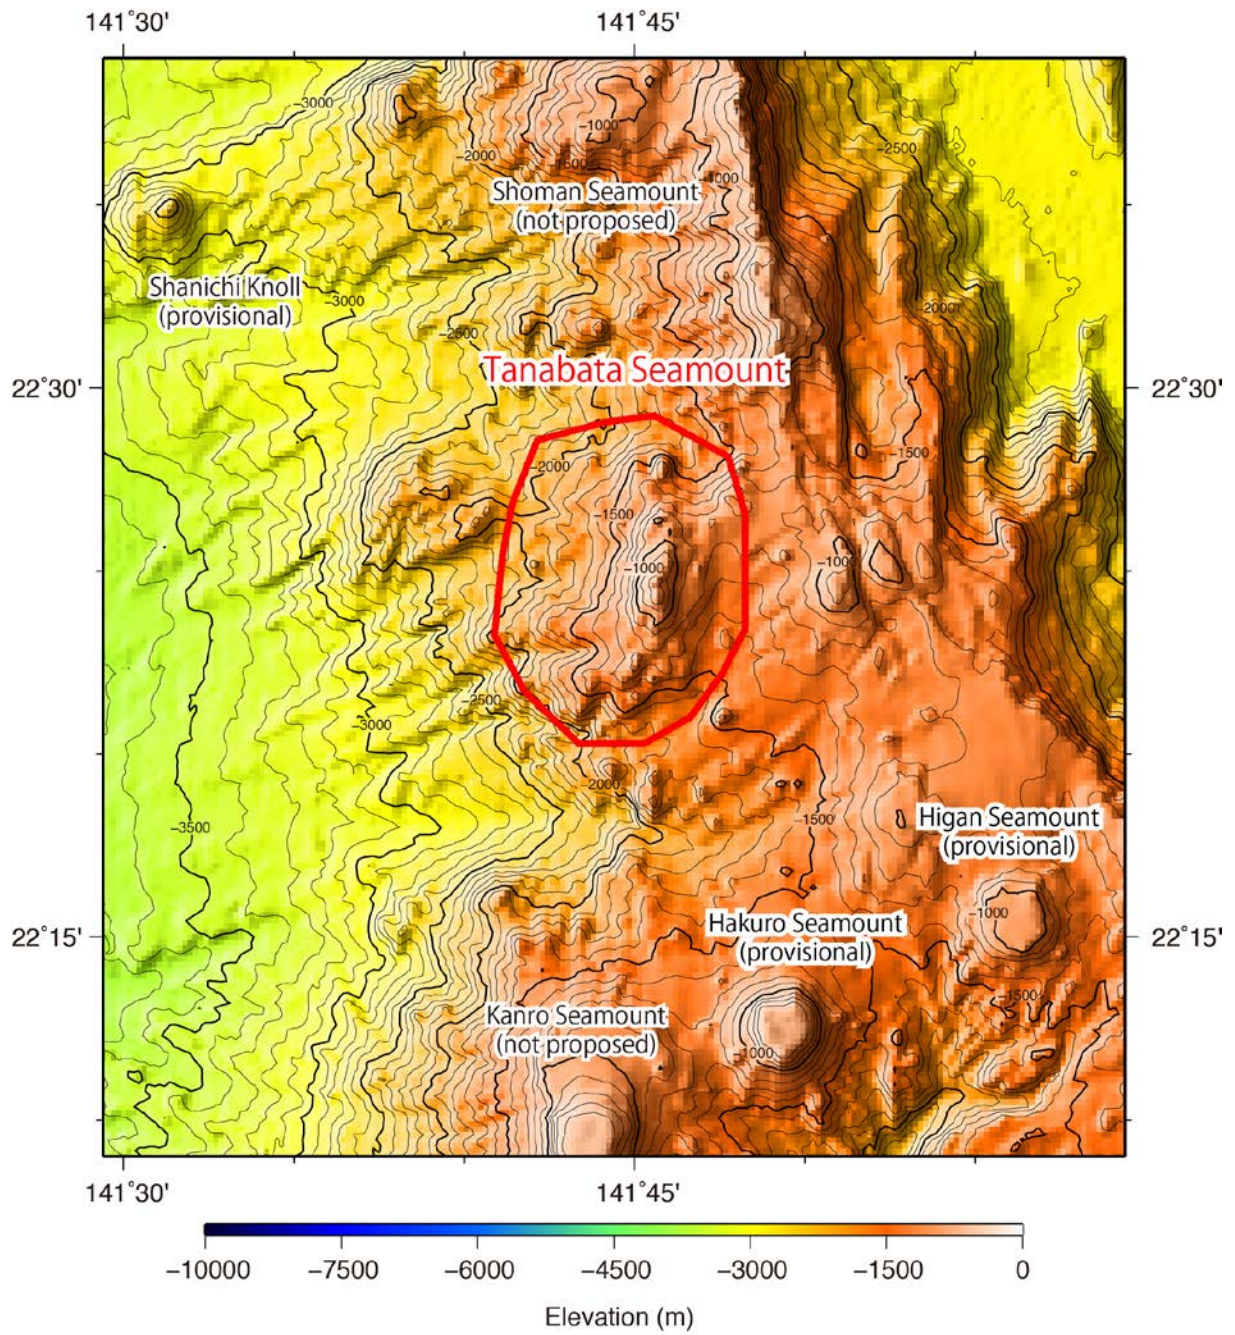 141°30' 141°45'
−3000
−1000
−2000
−1500
−2500
−1000
Shoman Seamount
(not proposed)
Shanichi Knoll
(provisional)
−3000
−2000
−2500
Tanabata Seamount
22°30' 22°30'
−2000
−1500
−1500
−1000
−1000
−2500
−3000
−2000
−1500
−3500
Higan Seamount
(provisional)
−1000
Hakuro Seamount
(provisional)
22°15' 22°15'
−1500
Kanro Seamount
(not proposed)
−1000
141°30' 141°45'
−10000 −7500 −6000 −4500 −3000 −1500 0
Elevation (m)